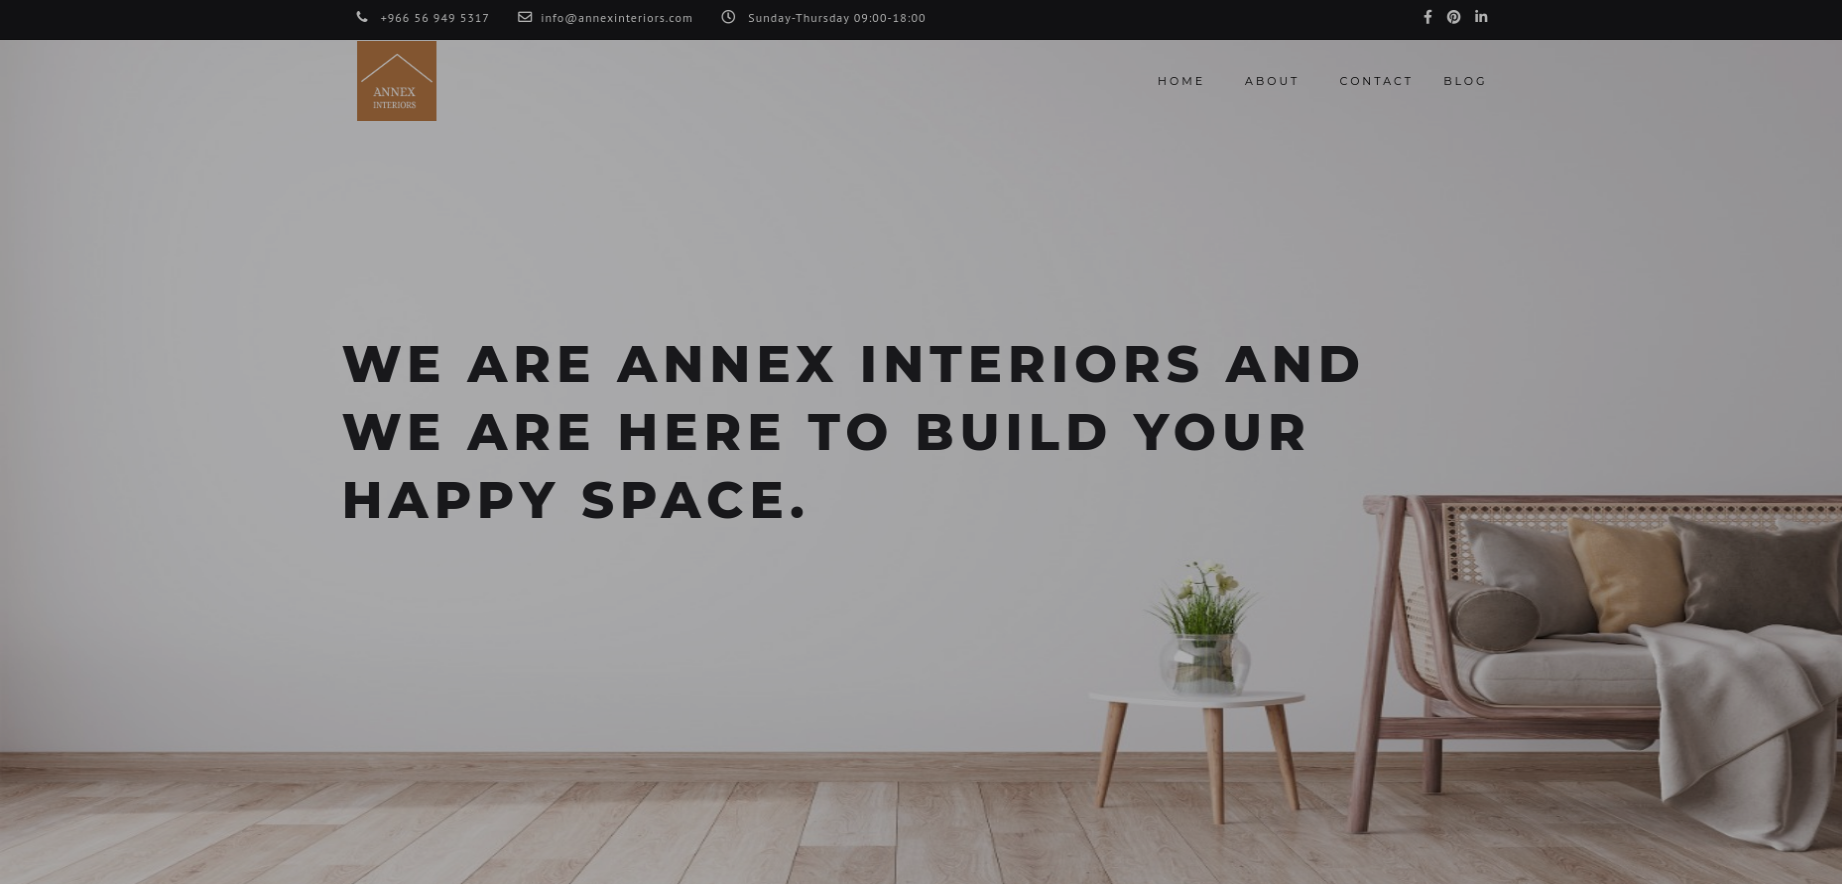 +966 56 949 5317 info@annexinteriors.com Sunday-Thursday 09:00-18:00
ANNEX
INTERIORS
HOME ABOUT CONTACT BLOG
WE ARE ANNEX INTERIORS AND
WE ARE HERE TO BUILD YOUR
HAPPY SPACE.